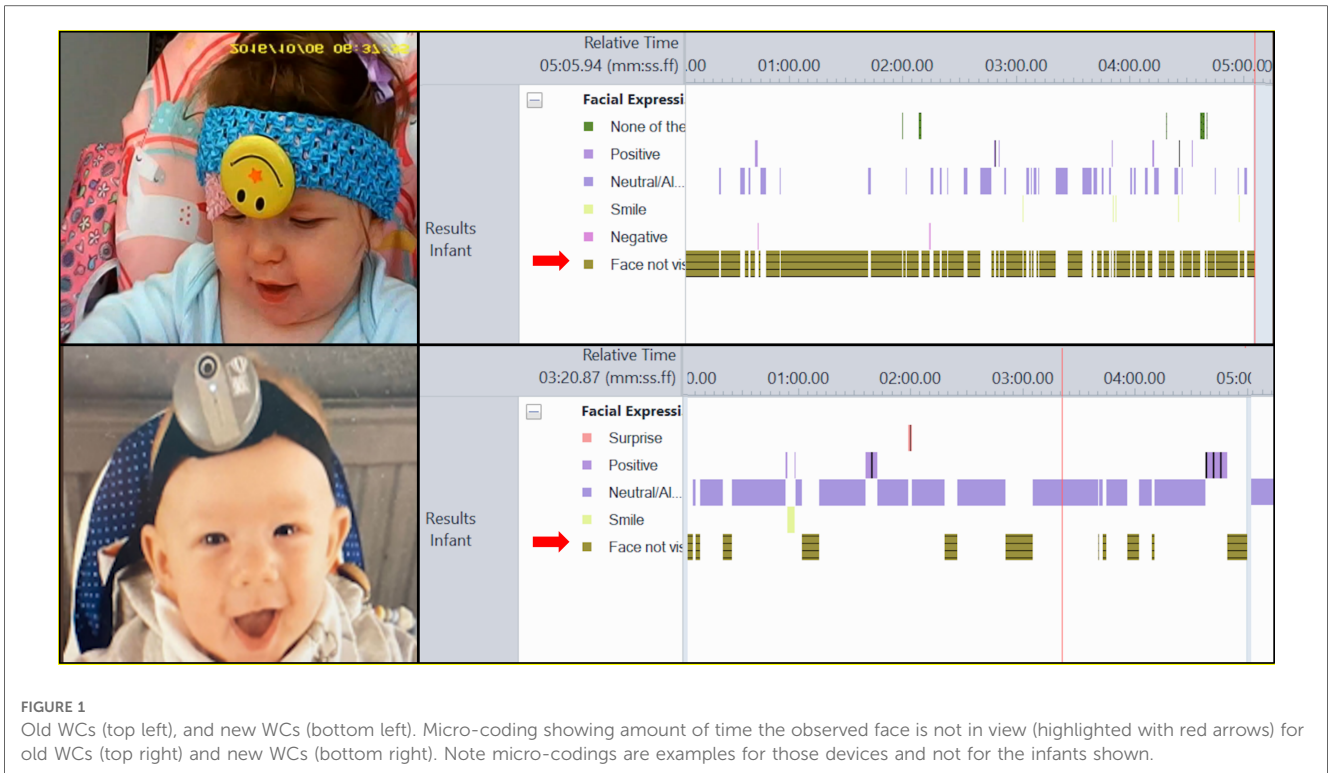 2016/10/06 06:37
Relative Time
05:05.94 (mm:ss.ff) .00 01:00.00 02:00.00 03:00.00 04:00.00 05:00.00
Facial Expressi
None of the
Positive
Neutral/Al...
Smile
Negative
Face not vis
Results
Infant
Relative Time
03:20.87 (mm:ss.ff) 0.00 01:00.00 02:00.00 03:00.00 04:00.00 05:00
Facial Expressi
Surprise
Positive
Neutral/Al...
Smile
Face not vis
Results
Infant
FIGURE 1
Old WCs (top left), and new WCs (bottom left). Micro-coding showing amount of time the observed face is not in view (highlighted with red arrows) for
old WCs (top right) and new WCs (bottom right). Note micro-codings are examples for those devices and not for the infants shown.